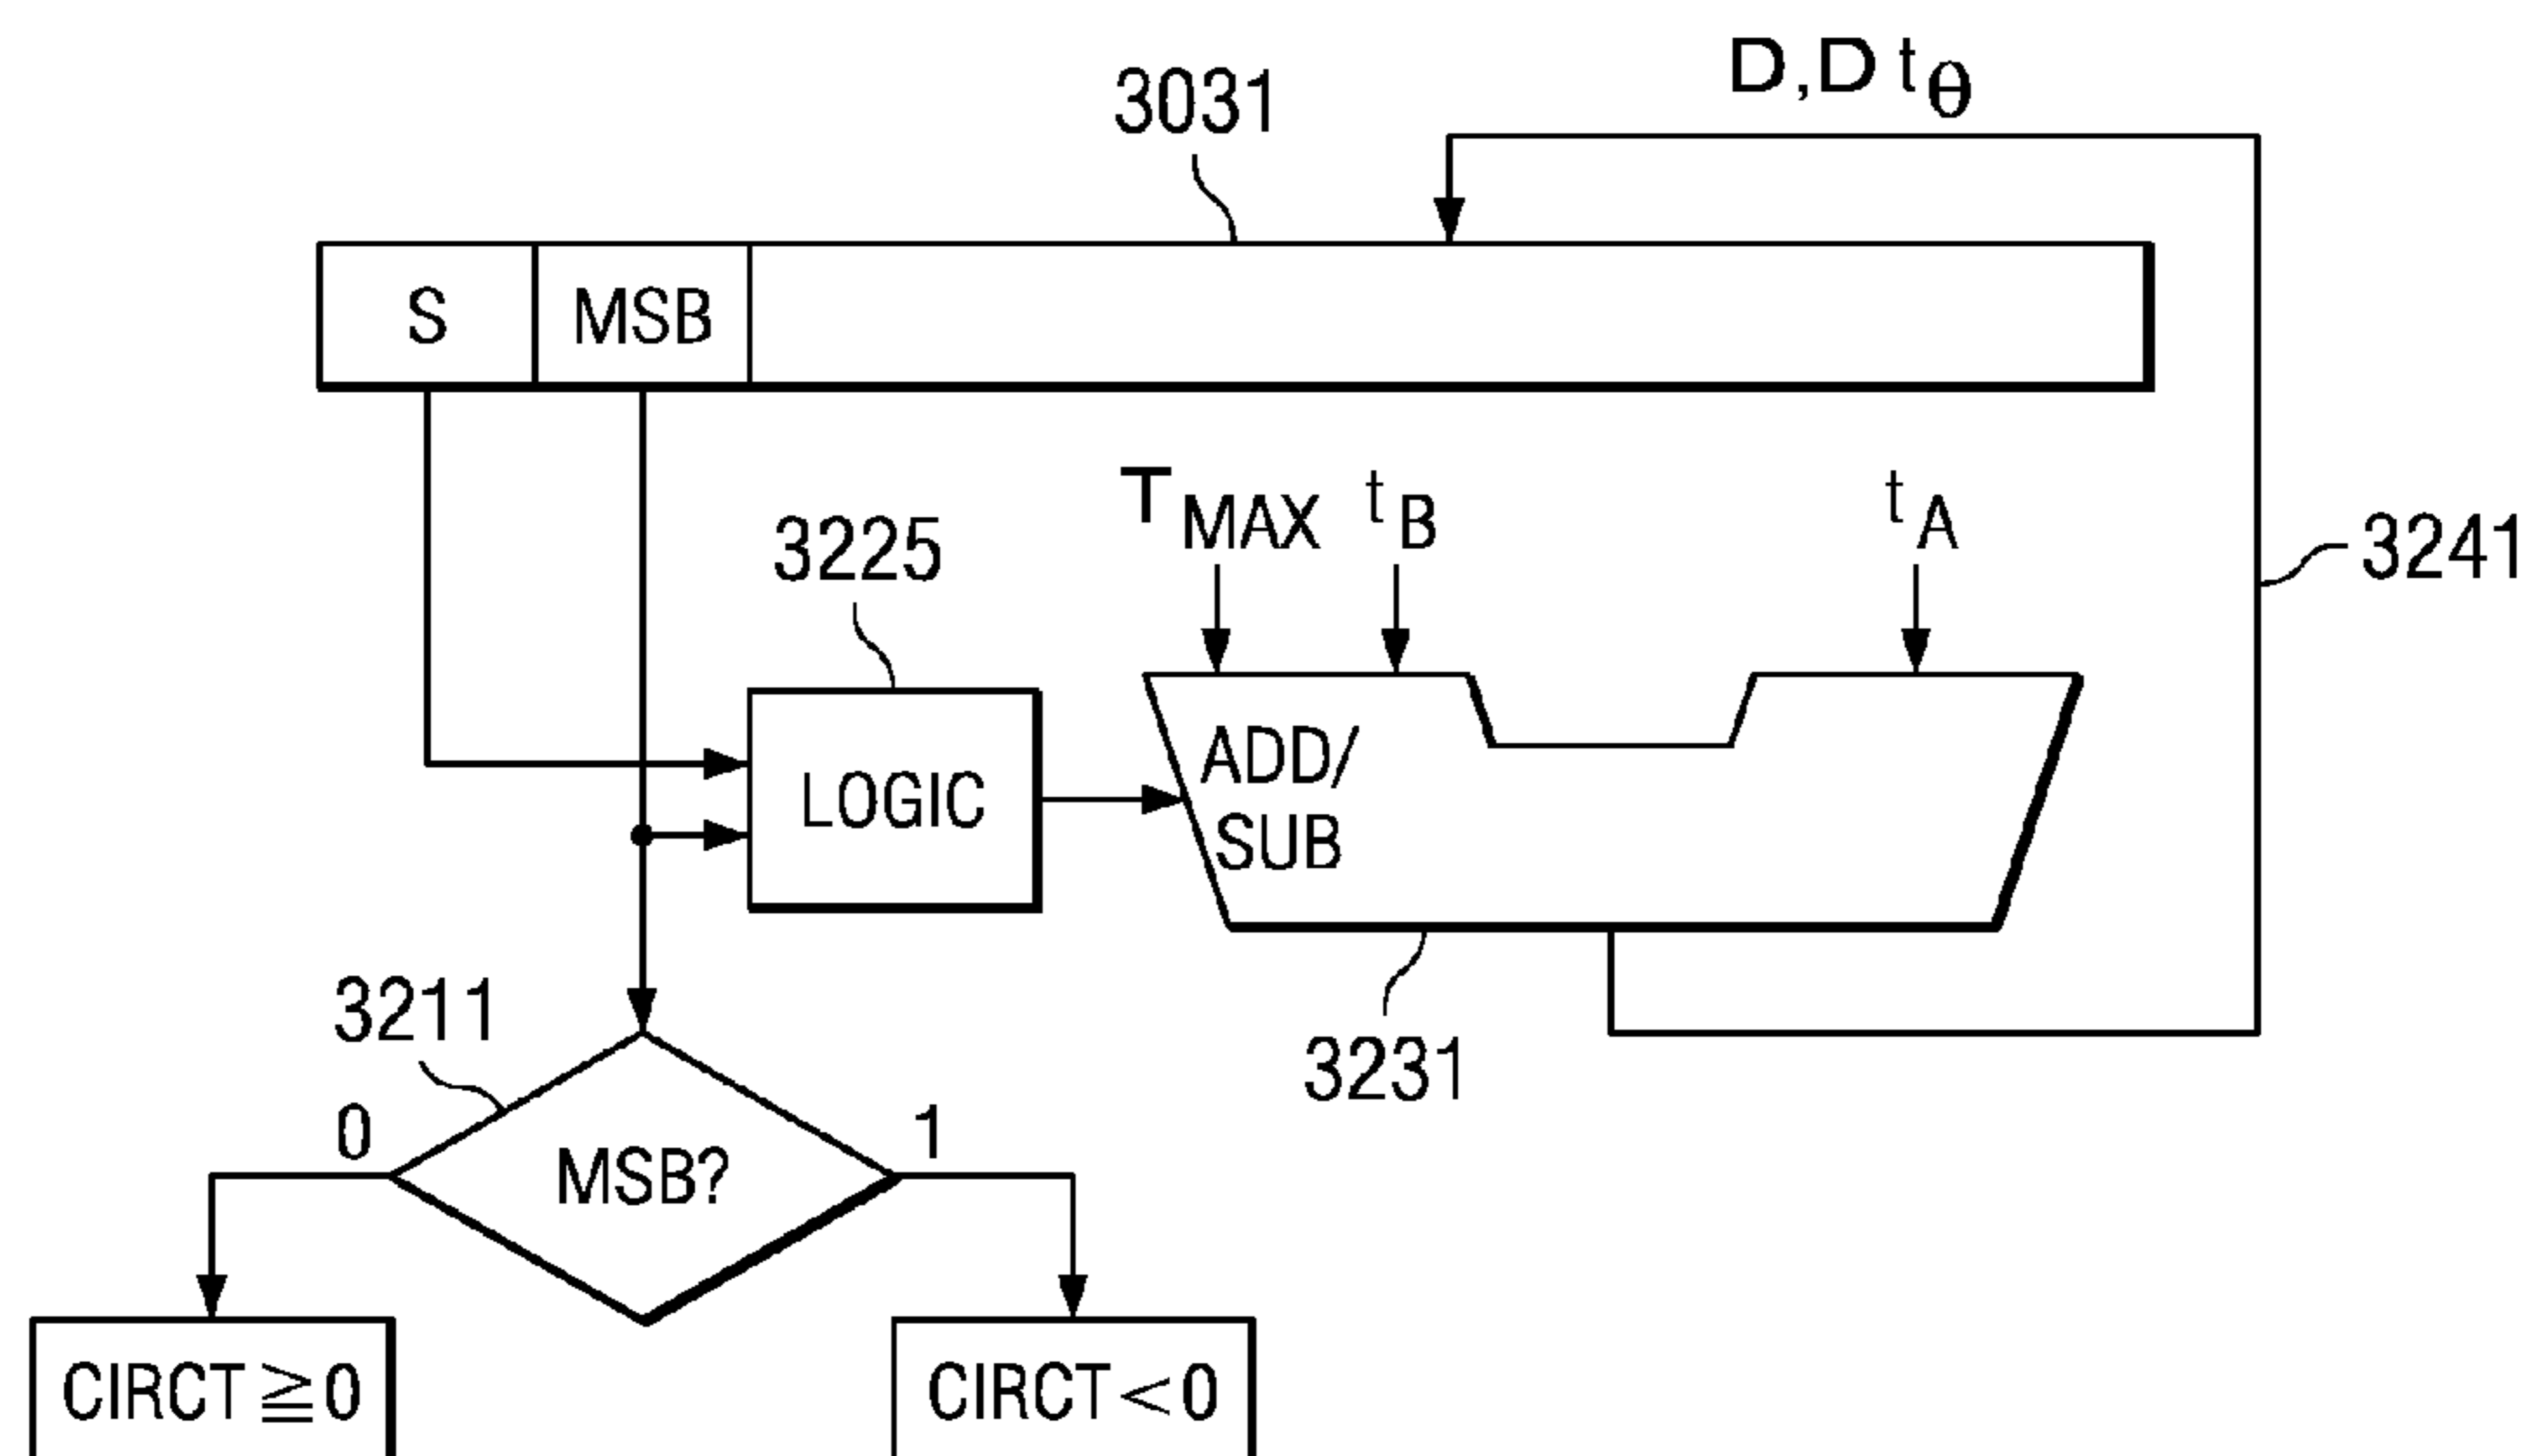 D,D tθ
3031
S MSB
TMAX tB tA
3225
3241
ADD/
SUB
LOGIC
3211
3231
0 1
MSB?
CIRCT ≧ 0 CIRCT < 0